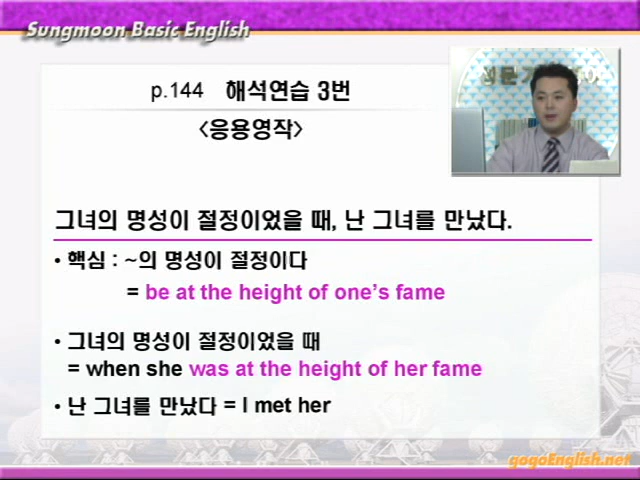 Sungmoon Basic English
p.144 해석연습 3번
<응용영작>
그녀의 명성이 절정이었을 때, 난 그녀를 만났다.
• 핵심 : ~의 명성이 절정이다
= be at the height of one's fame
• 그녀의 명성이 절정이었을 때
= when she was at the height of her fame
• 난 그녀를 만났다 = I met her
gogoEnglish.net